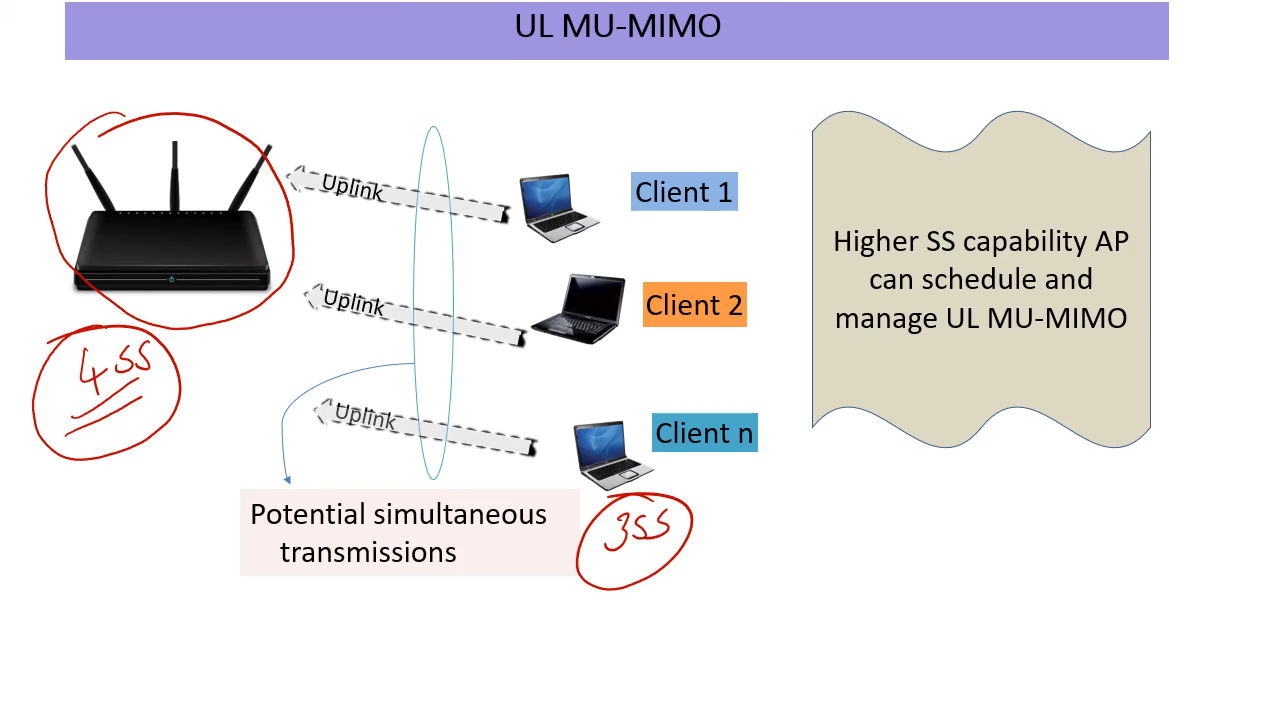 UL MU-MIMO
Uplink
Client 1
Uplink
Client 2
4SS
Uplink
Client n
Potential simultaneous
transmissions
3SS
Higher SS capability AP
can schedule and
manage UL MU-MIMO